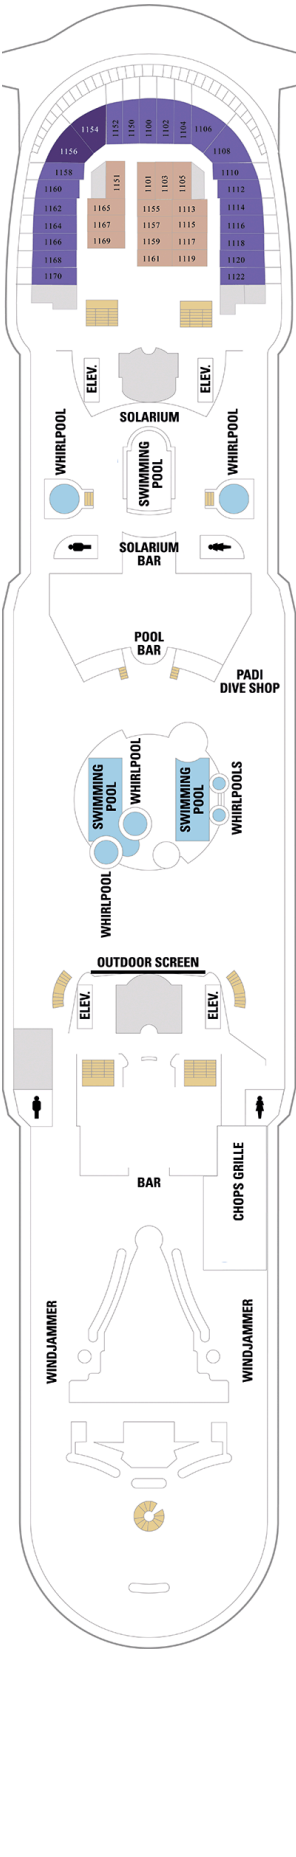 1154
1152
1150
1100
1102
1104
1106
1156
1108
1158
1151
1101
1103
1105
1110
1160
1112
1162
1165
1155
1113
1114
1164
1167
1157
1115
1116
1166
1169
1159
1117
1118
1168
1161
1119
1120
1170
1122
ELEV.
ELEV.
SOLARIUM
WHIRLPOOL
SWIMMING
POOL
WHIRLPOOL
SOLARIUM
BAR
POOL
BAR
PADI
DIVE SHOP
SWIMMING
POOL
WHIRLPOOL
SWIMMING
POOL
WHIRLPOOLS
WHIRLPOOL
OUTDOOR SCREEN
ELEV.
ELEV.
BAR
CHOPS GRILLE
WINDJAMMER
WINDJAMMER